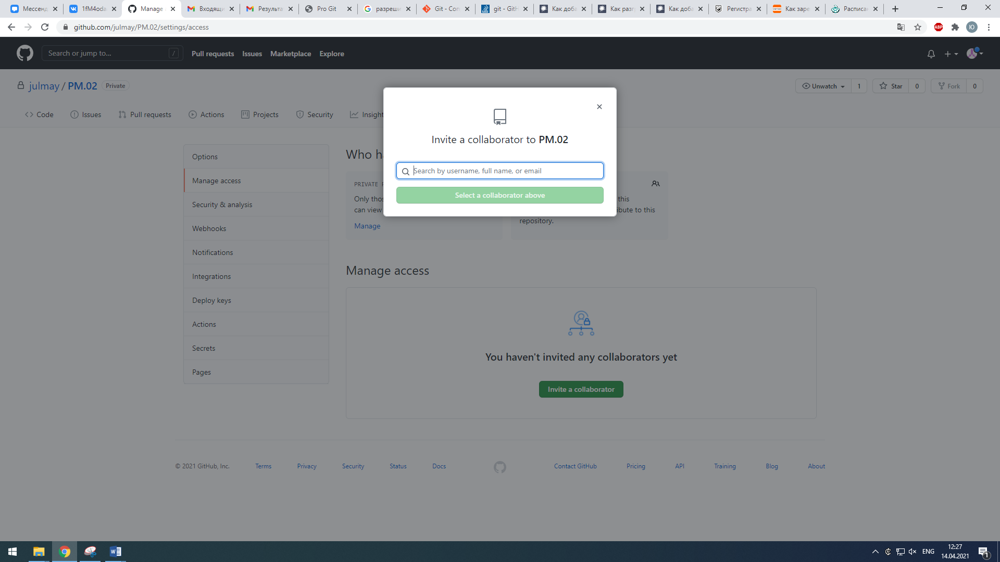 Мессенд
1fM4oda
Manage
Входящи
Результа
Pro Git
разреши
Git - Con
git - GitH
Как доба
Как разр
Как доба
Регистра
Как заре
Расписан
github.com/julmay/PM.02/settings/access
ABP
Ю
Search or jump to...
/
Pull requests
Issues
Marketplace
Explore
julmay / PM.02
Private
Unwatch
1
Star
0
Fork
0
Code
Issues
Pull requests
Actions
Projects
Security
Insight
Invite a collaborator to PM.02
Search by username, full name, or email
Select a collaborator above
Options
Manage access
Security & analysis
Webhooks
Notifications
Integrations
Deploy keys
Actions
Secrets
Pages
Who ha
PRIVATE
Only thos
can view
Manage
this
ibute to this
repository.
Manage access
You haven't invited any collaborators yet
Invite a collaborator
© 2021 GitHub, Inc.
Terms
Privacy
Security
Status
Docs
Contact GitHub
Pricing
API
Training
Blog
About
ENG
12:27
14.04.2021
1